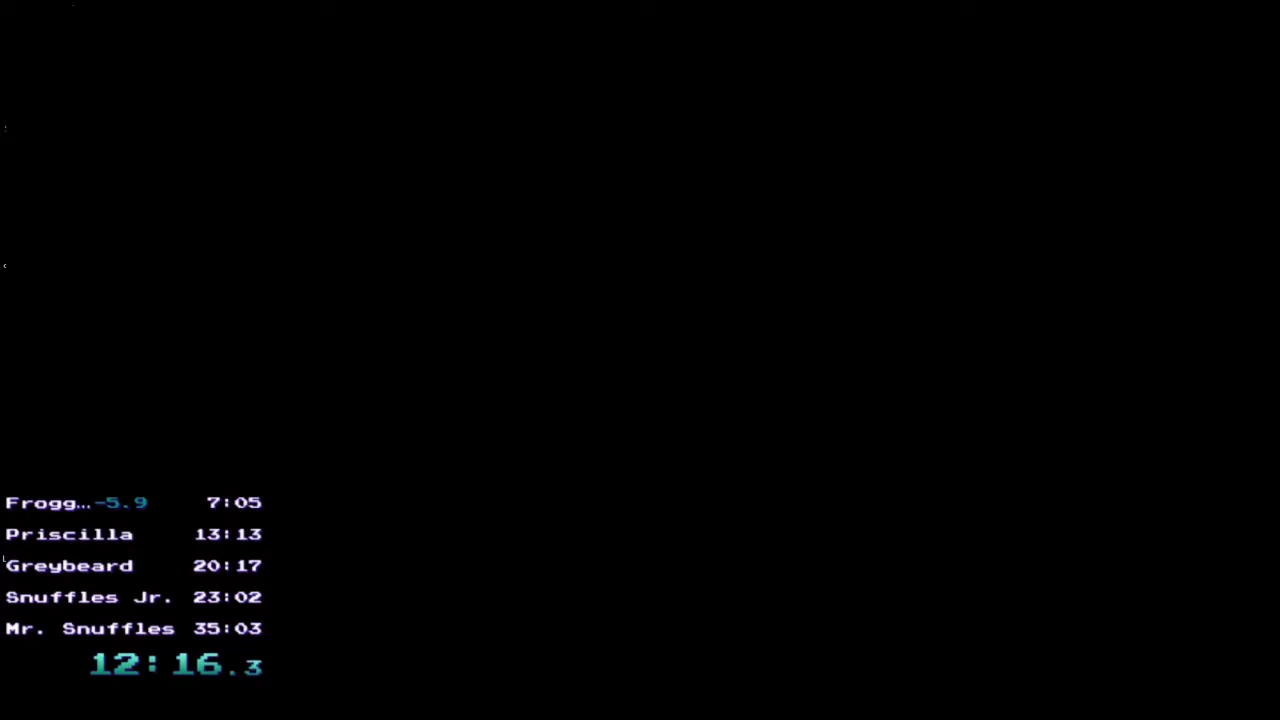 Frogg... -5.9 7:05
Priscilla 13:13
Greybeard 20:17
Snuffles Jr. 23:02
Mr. Snuffles 35:03
12:16.3